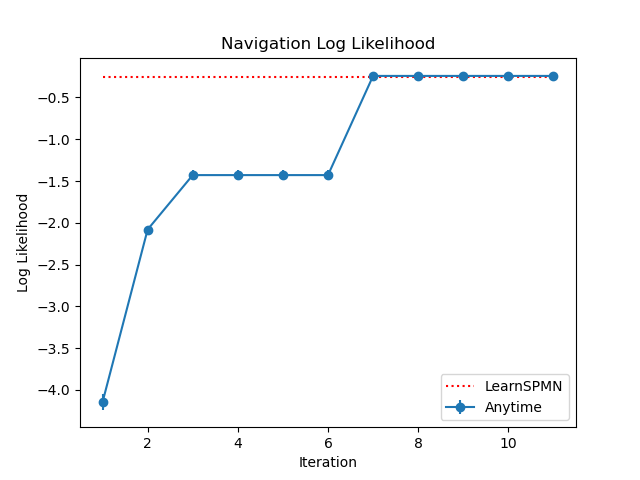 Navigation Log Likelihood
−0.5
−1.0
−1.5
−2.0
−2.5
−3.0
−3.5
−4.0
Log Likelihood
2 4 6 8 10
Iteration
LearnSPMN
Anytime